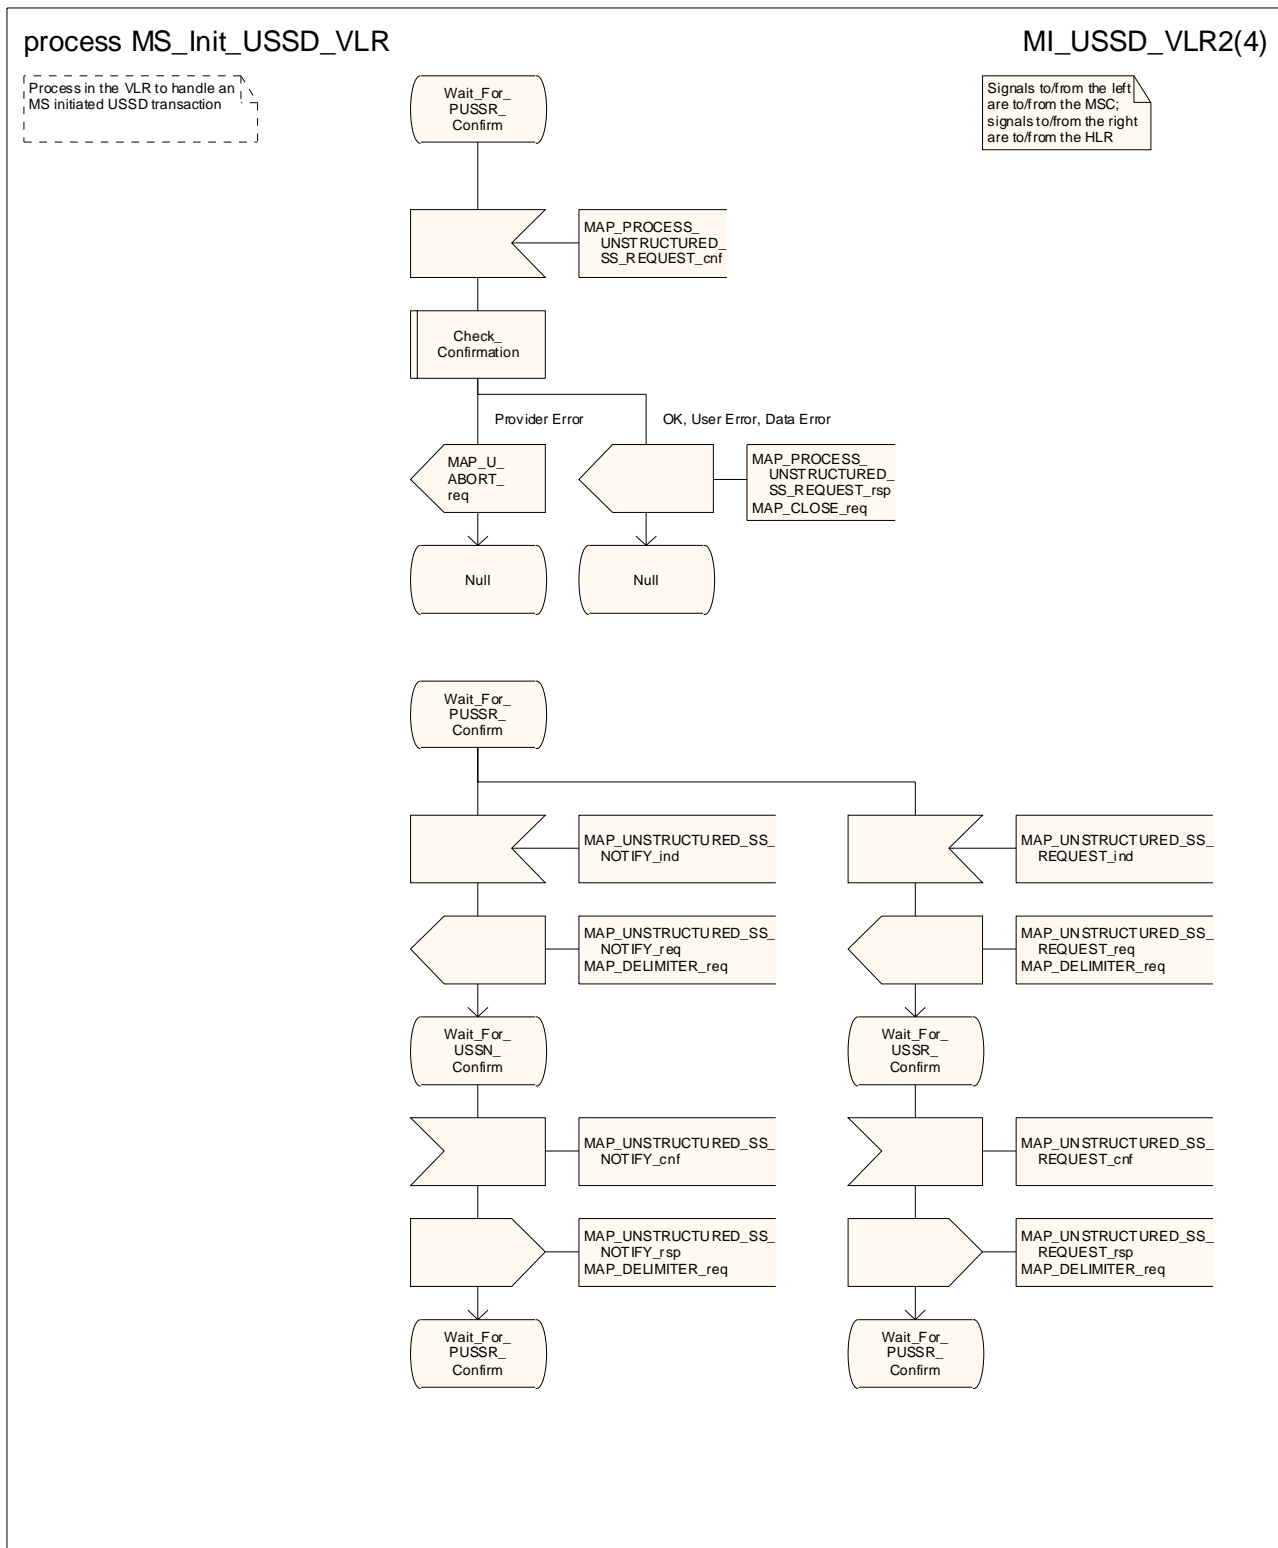 process MS_Init_USSD_VLR
MI_USSD_VLR2(4)
Process in the VLR to handle an
MS initiated USSD transaction
Wait_For_
PUSSR_
Confirm
Signals to/from the left
are to/from the MSC;
signals to/from the right
are to/from the HLR
MAP_PROCESS_
UNSTRUCTURED_
SS_REQUEST_cnf
Check_
Confirmation
Provider Error
OK, User Error, Data Error
MAP_U_
ABORT_
req
MAP_PROCESS_
UNSTRUCTURED_
SS_REQUEST_rsp
MAP_CLOSE_req
Null
Null
Wait_For_
PUSSR_
Confirm
MAP_UNSTRUCTURED_SS_
NOTIFY_ind
MAP_UNSTRUCTURED_SS_
REQUEST_ind
MAP_UNSTRUCTURED_SS_
NOTIFY_req
MAP_DELIMITER_req
MAP_UNSTRUCTURED_SS_
REQUEST_req
MAP_DELIMITER_req
Wait_For_
USSN_
Confirm
Wait_For_
USSR_
Confirm
MAP_UNSTRUCTURED_SS_
NOTIFY_cnf
MAP_UNSTRUCTURED_SS_
REQUEST_cnf
MAP_UNSTRUCTURED_SS_
NOTIFY_rsp
MAP_DELIMITER_req
MAP_UNSTRUCTURED_SS_
REQUEST_rsp
MAP_DELIMITER_req
Wait_For_
PUSSR_
Confirm
Wait_For_
PUSSR_
Confirm